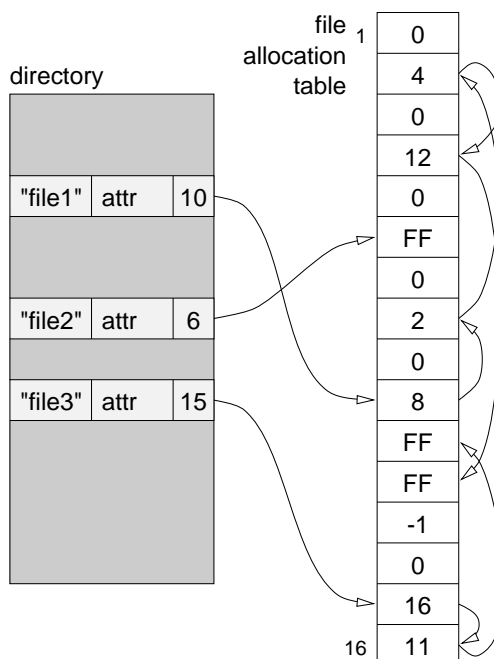 directory
"file1" attr 10
"file2" attr 6
"file3" attr 15
file
allocation
table
1
0
4
0
12
0
FF
0
2
0
8
FF
FF
-1
0
16
16 11